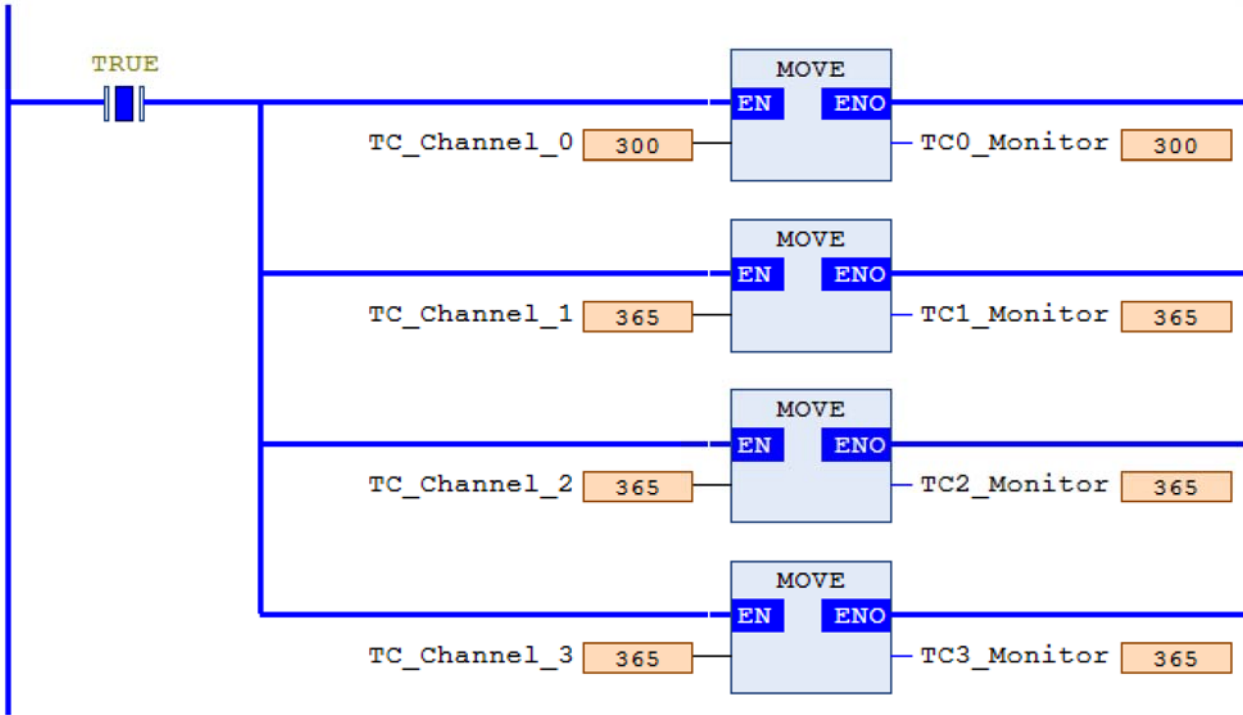 TRUE
MOVE
EN ENO
TC_Channel_0 300 TC0_Monitor 300
MOVE
EN ENO
TC_Channel_1 365 TC1_Monitor 365
MOVE
EN ENO
TC_Channel_2 365 TC2_Monitor 365
MOVE
EN ENO
TC_Channel_3 365 TC3_Monitor 365